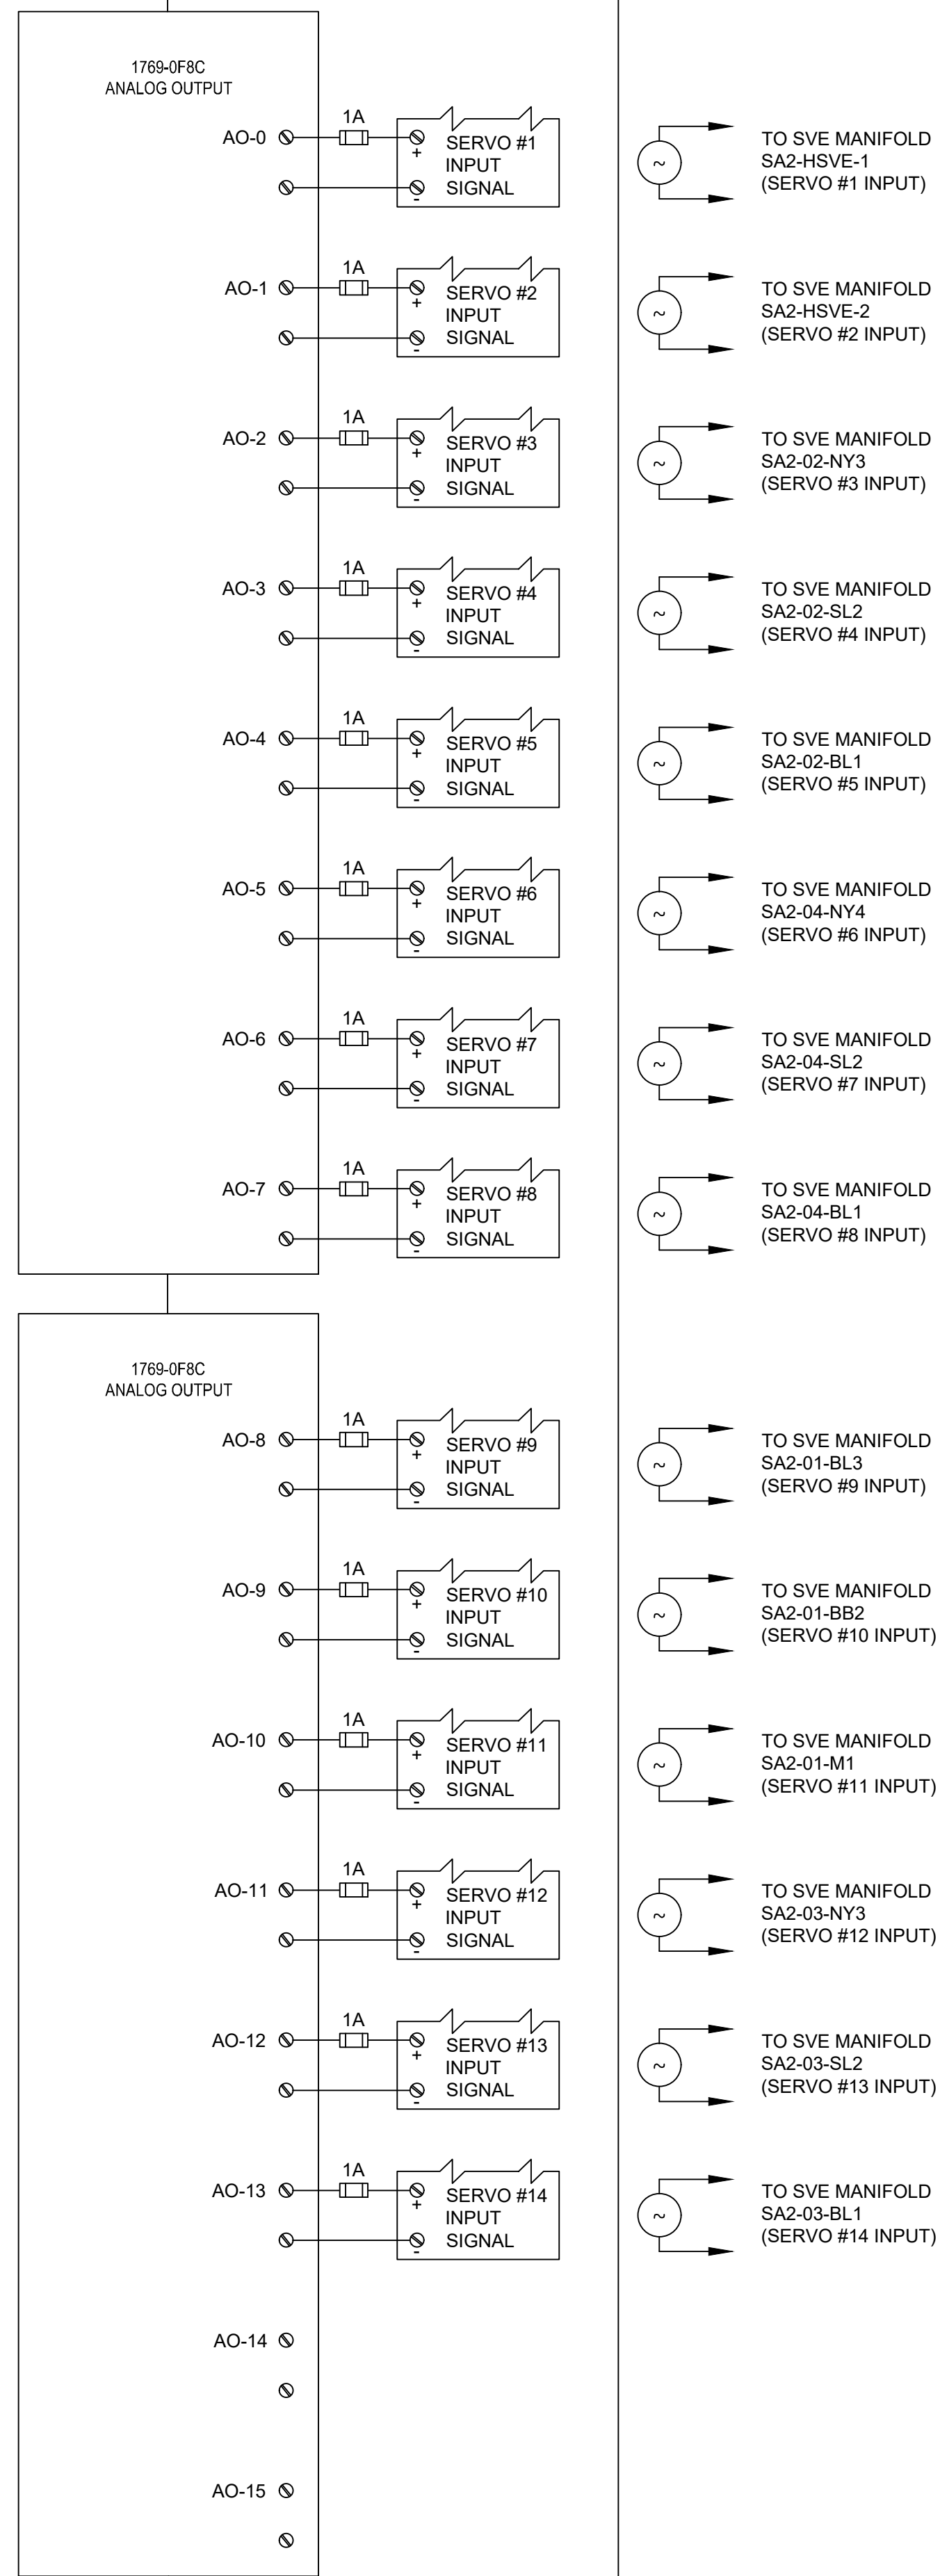 1769-0F8C
ANALOG OUTPUT
AO-0
1A
+
SERVO #1
INPUT
SIGNAL
-
TO SVE MANIFOLD
SA2-HSVE-1
(SERVO #1 INPUT)
~
AO-1
1A
+
SERVO #2
INPUT
SIGNAL
-
TO SVE MANIFOLD
SA2-HSVE-2
(SERVO #2 INPUT)
~
AO-2
1A
+
SERVO #3
INPUT
SIGNAL
-
TO SVE MANIFOLD
SA2-02-NY3
(SERVO #3 INPUT)
~
AO-3
1A
+
SERVO #4
INPUT
SIGNAL
-
TO SVE MANIFOLD
SA2-02-SL2
(SERVO #4 INPUT)
~
AO-4
1A
+
SERVO #5
INPUT
SIGNAL
-
TO SVE MANIFOLD
SA2-02-BL1
(SERVO #5 INPUT)
~
AO-5
1A
+
SERVO #6
INPUT
SIGNAL
-
TO SVE MANIFOLD
SA2-04-NY4
(SERVO #6 INPUT)
~
AO-6
1A
+
SERVO #7
INPUT
SIGNAL
-
TO SVE MANIFOLD
SA2-04-SL2
(SERVO #7 INPUT)
~
AO-7
1A
+
SERVO #8
INPUT
SIGNAL
-
TO SVE MANIFOLD
SA2-04-BL1
(SERVO #8 INPUT)
~
1769-0F8C
ANALOG OUTPUT
AO-8
1A
+
SERVO #9
INPUT
SIGNAL
-
TO SVE MANIFOLD
SA2-01-BL3
(SERVO #9 INPUT)
~
AO-9
1A
+
SERVO #10
INPUT
SIGNAL
-
TO SVE MANIFOLD
SA2-01-BB2
(SERVO #10 INPUT)
~
AO-10
1A
+
SERVO #11
INPUT
SIGNAL
-
TO SVE MANIFOLD
SA2-01-M1
(SERVO #11 INPUT)
~
AO-11
1A
+
SERVO #12
INPUT
SIGNAL
-
TO SVE MANIFOLD
SA2-03-NY3
(SERVO #12 INPUT)
~
AO-12
1A
+
SERVO #13
INPUT
SIGNAL
-
TO SVE MANIFOLD
SA2-03-SL2
(SERVO #13 INPUT)
~
AO-13
1A
+
SERVO #14
INPUT
SIGNAL
-
TO SVE MANIFOLD
SA2-03-BL1
(SERVO #14 INPUT)
~
AO-14
AO-15